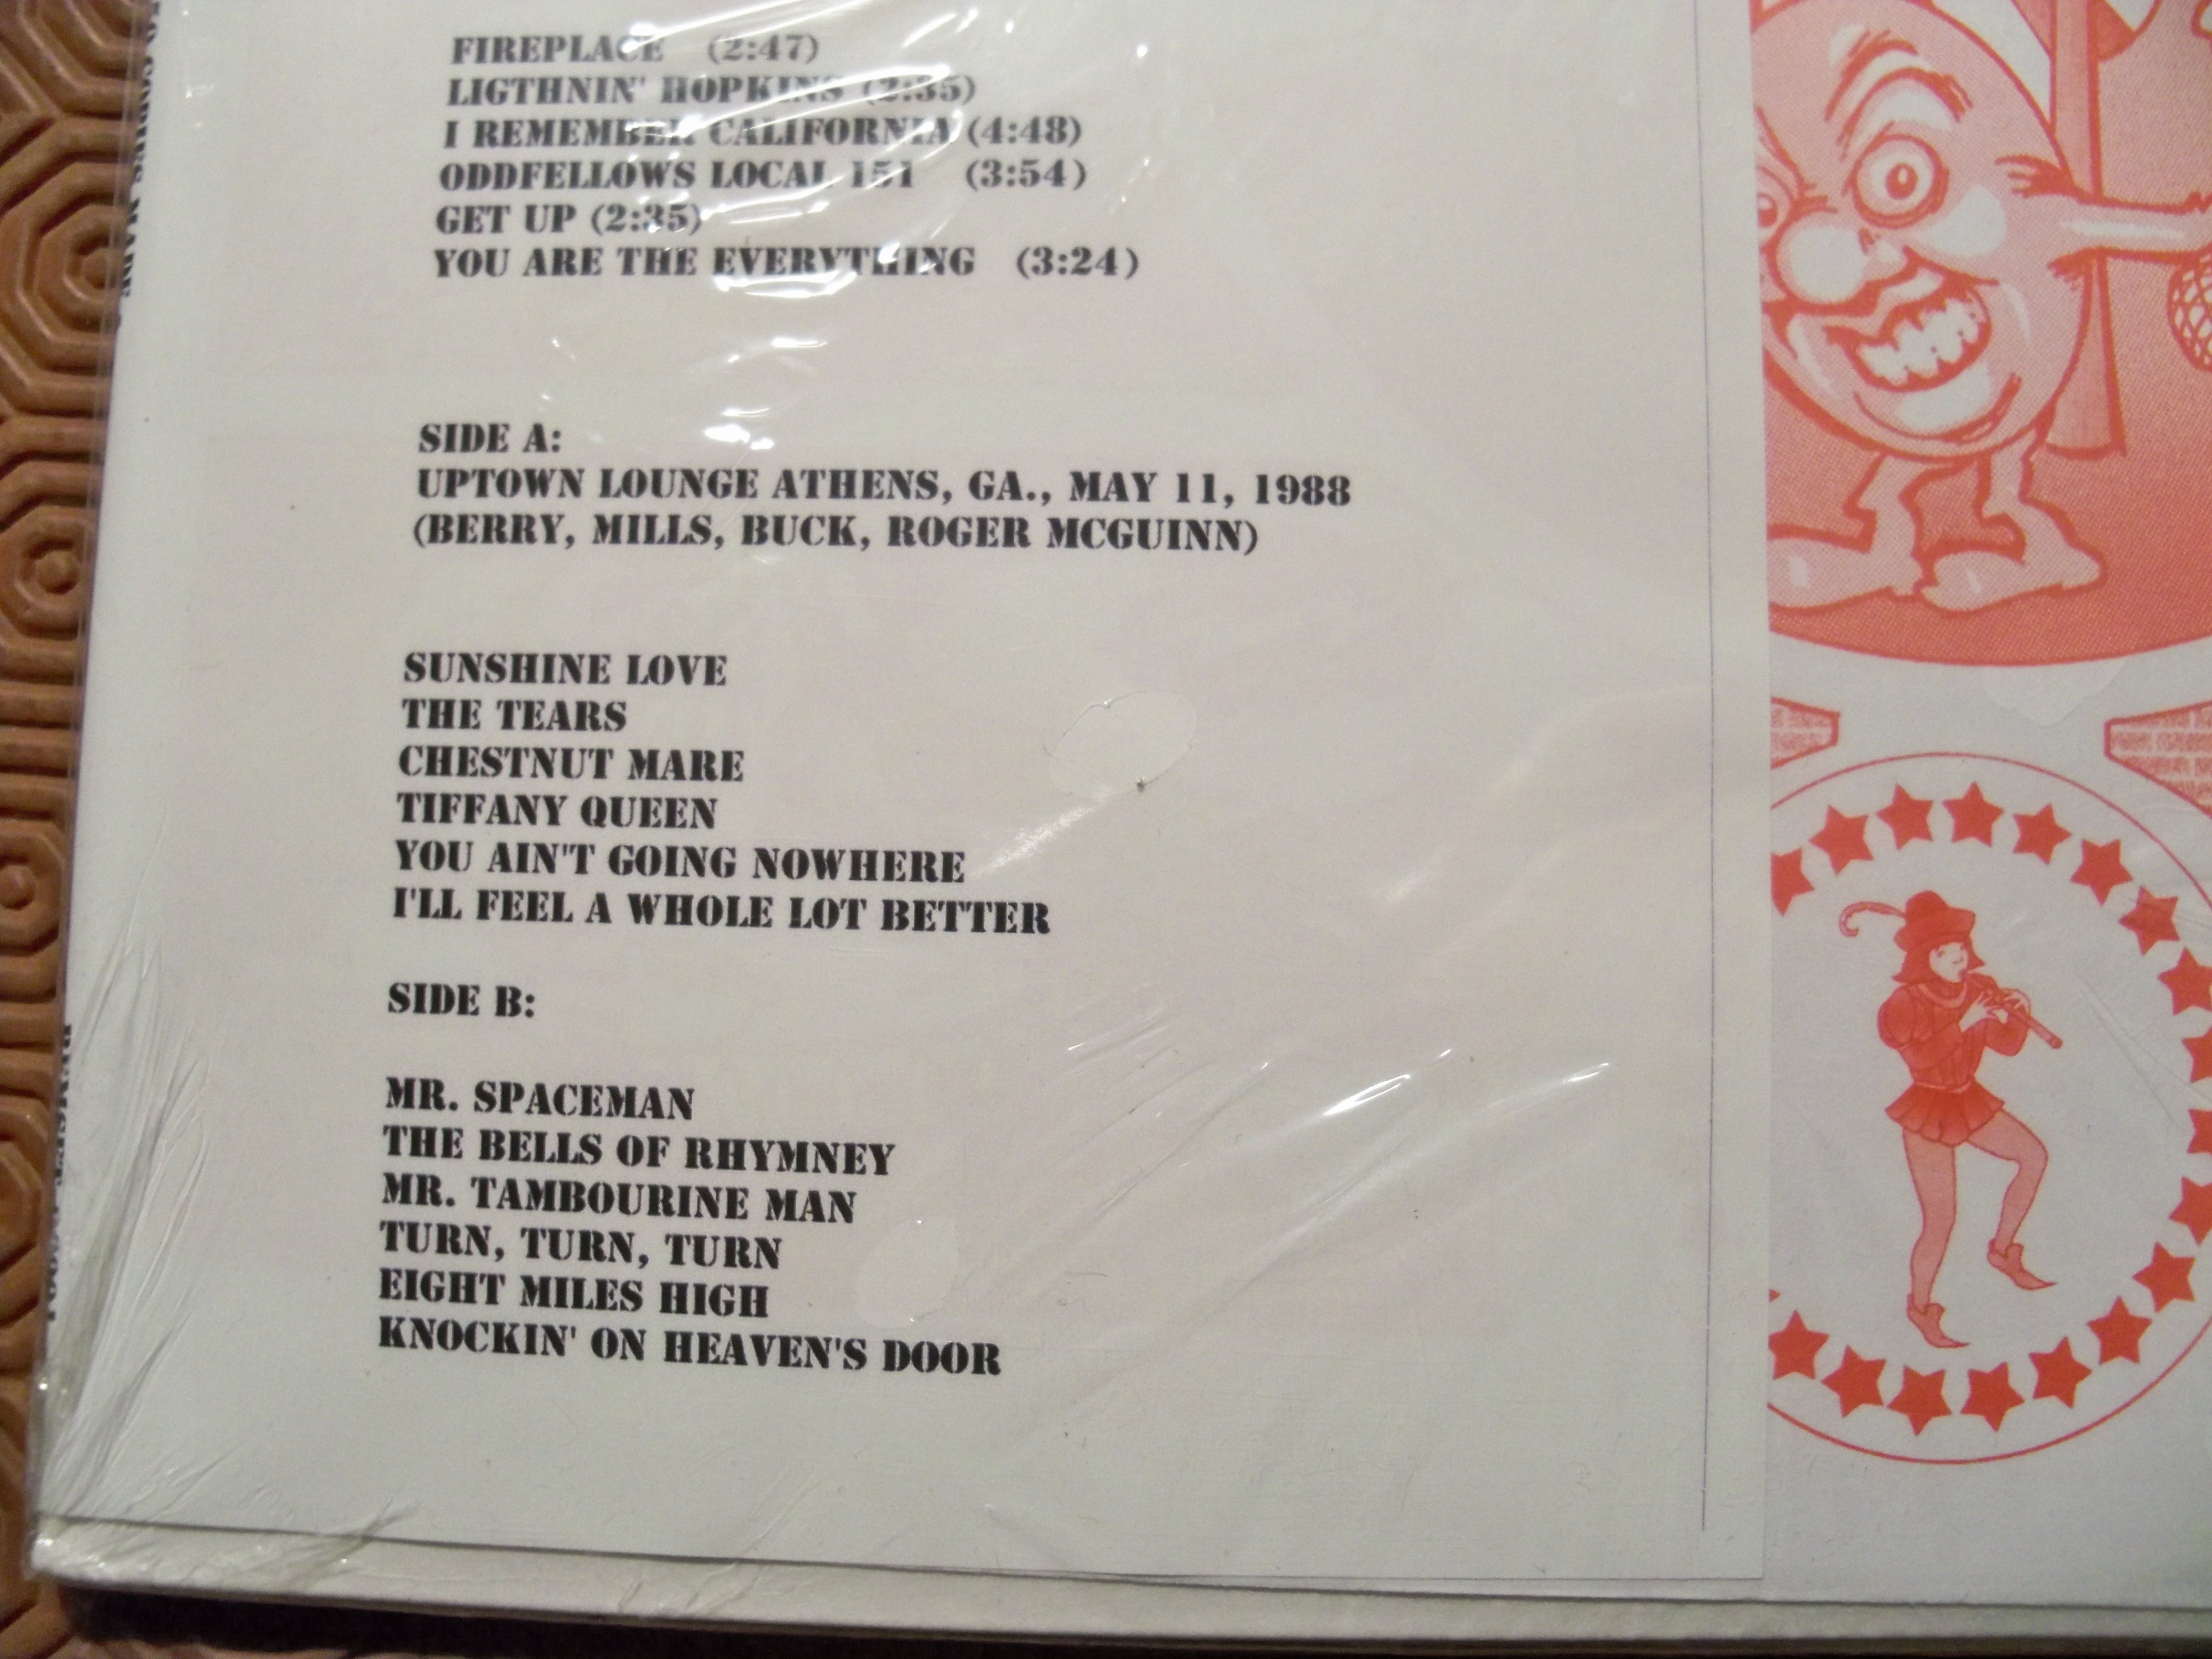 FIREPLACE (2:47)
LIGTHNIN' HOPKINS (2:35)
I REMEMBER CALIFORNIA (4:48)
ODDFELLOWS LOCAL 151 (3:54)
GET UP (2:35)
YOU ARE THE EVERYTHING (3:24)
SIDE A:
UPTOWN LOUNGE ATHENS, GA., MAY 11, 1988
(BERRY, MILLS, BUCK, ROGER MCGUINN)
SUNSHINE LOVE
THE TEARS
CHESTNUT MARE
TIFFANY QUEEN
YOU AIN'T GOING NOWHERE
I'LL FEEL A WHOLE LOT BETTER
SIDE B:
MR. SPACEMAN
THE BELLS OF RHYMNEY
MR. TAMBOURINE MAN
TURN, TURN, TURN
EIGHT MILES HIGH
KNOCKIN' ON HEAVEN'S DOOR